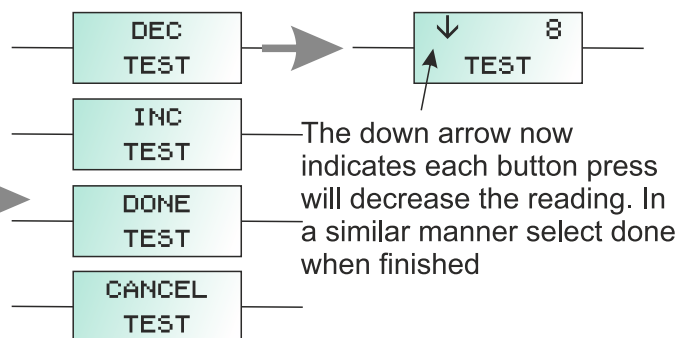 DEC
TEST
↓ 8
TEST
INC
TEST
DONE
TEST
CANCEL
TEST
The down arrow now
indicates each button press
will decrease the reading. In
a similar manner select done
when finished